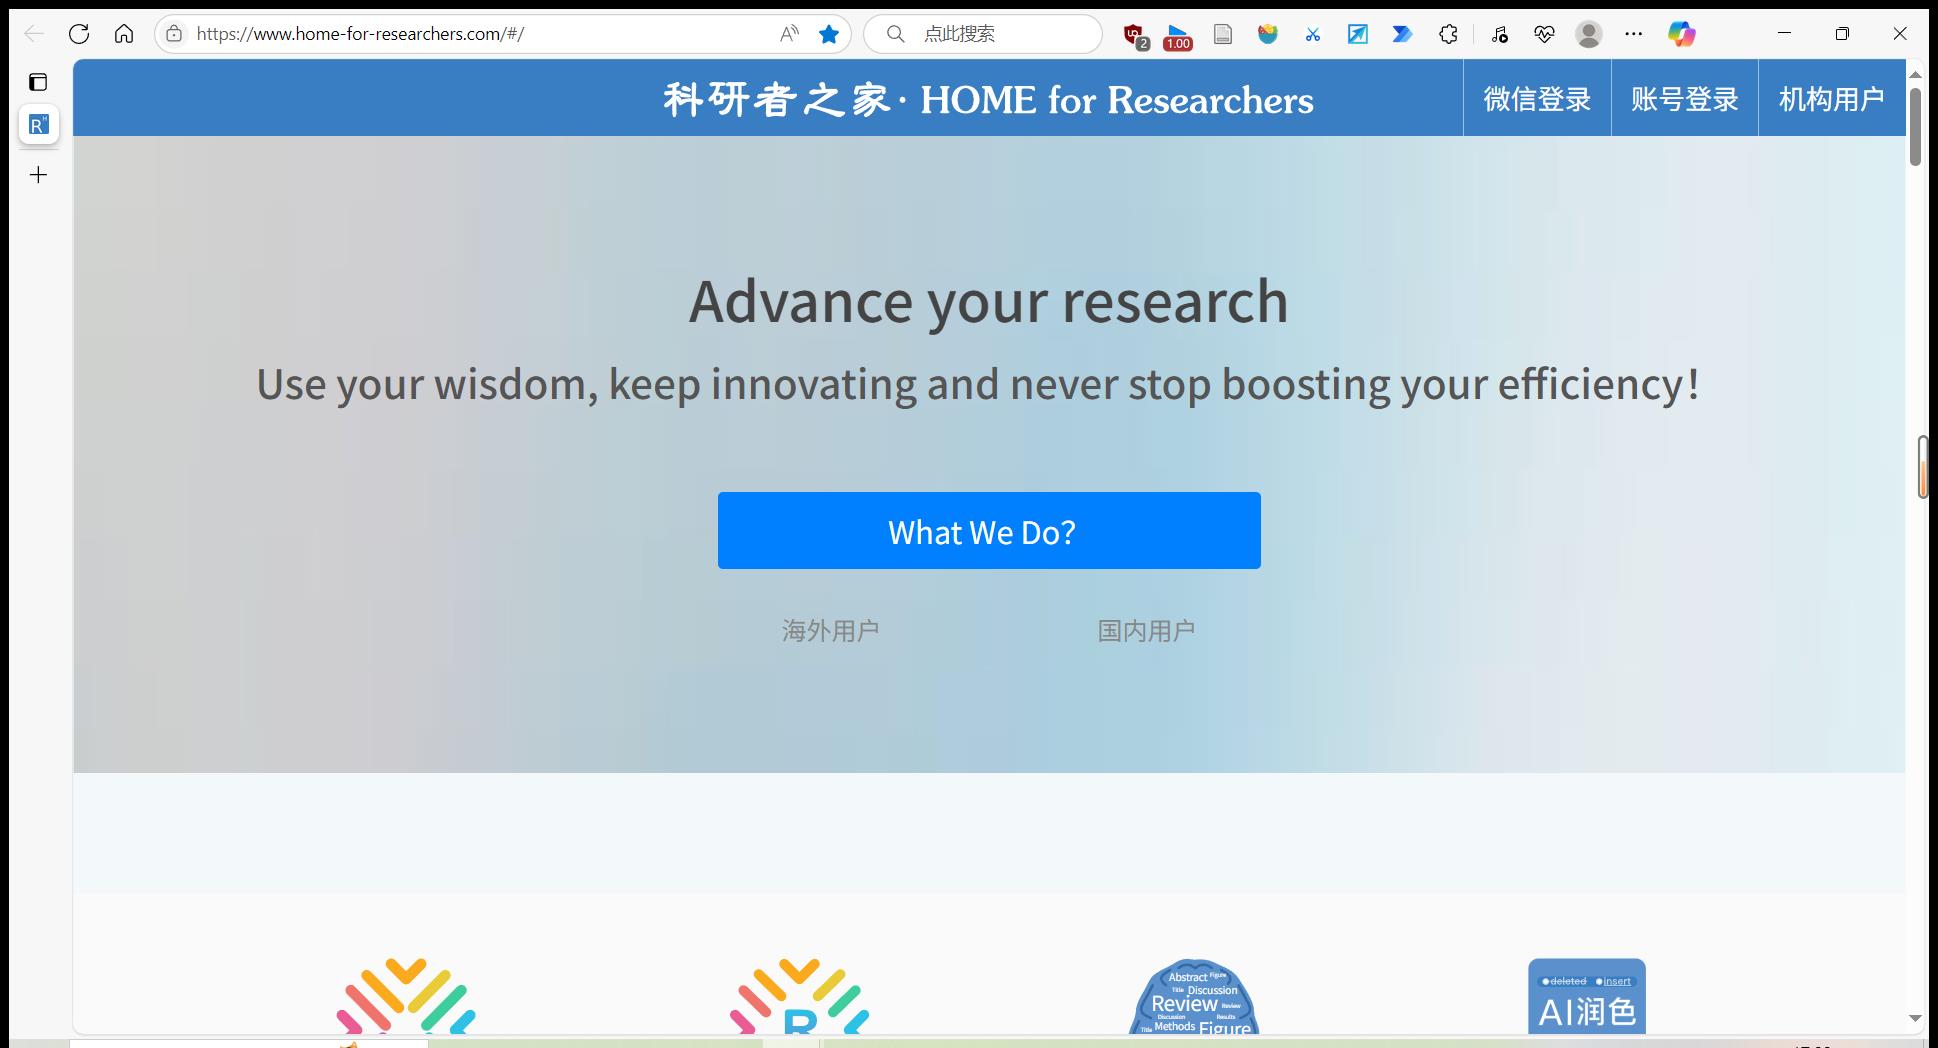 https://www.home-for-researchers.com/#/
点此搜索
2
1.00
科研者之家· HOME for Researchers
微信登录
账号登录
机构用户
R
Advance your research
Use your wisdom, keep innovating and never stop boosting your efficiency!
What We Do?
海外用户
国内用户
R
Abstract Figure
Title Discussion
Review Review
Discussion Results
Title Methods Figure
deleted insert
AI润色